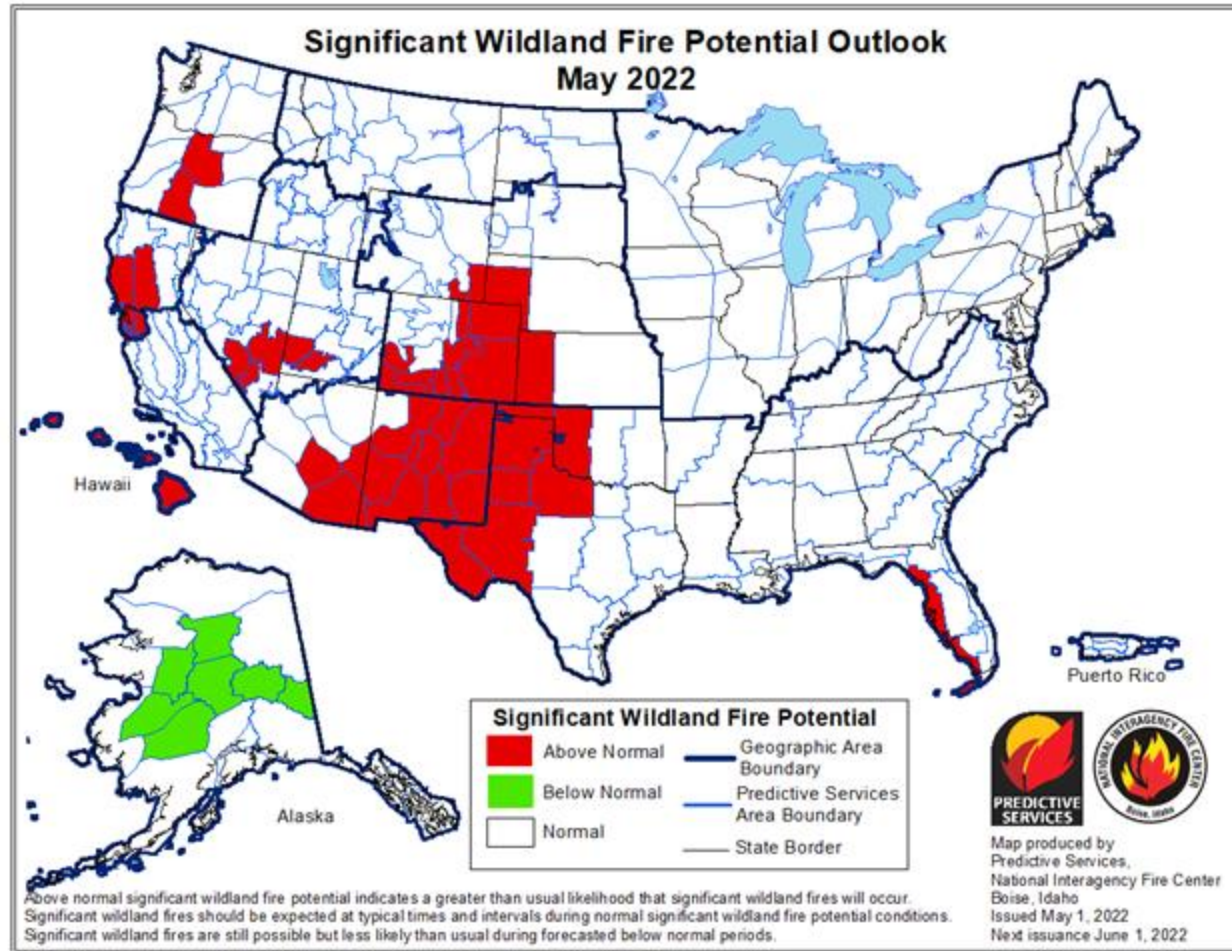 Significant Wildland Fire Potential Outlook
May 2022
Hawaii
Alaska
Puerto Rico
Significant Wildland Fire Potential
Above Normal
Below Normal
Normal
Geographic Area
Boundary
Predictive Services
Area Boundary
State Border
PREDICTIVE
SERVICES
NATIONAL INTERAGENCY FIRE CENTER
Boise, Idaho
Map produced by
Predictive Services,
National Interagency Fire Center
Boise, Idaho
Issued May 1, 2022
Next issuance June 1, 2022
Above normal significant wildland fire potential indicates a greater than usual likelihood that significant wildland fires will occur.
Significant wildland fires should be expected at typical times and intervals during normal significant wildland fire potential conditions.
Significant wildland fires are still possible but less likely than usual during forecasted below normal periods.